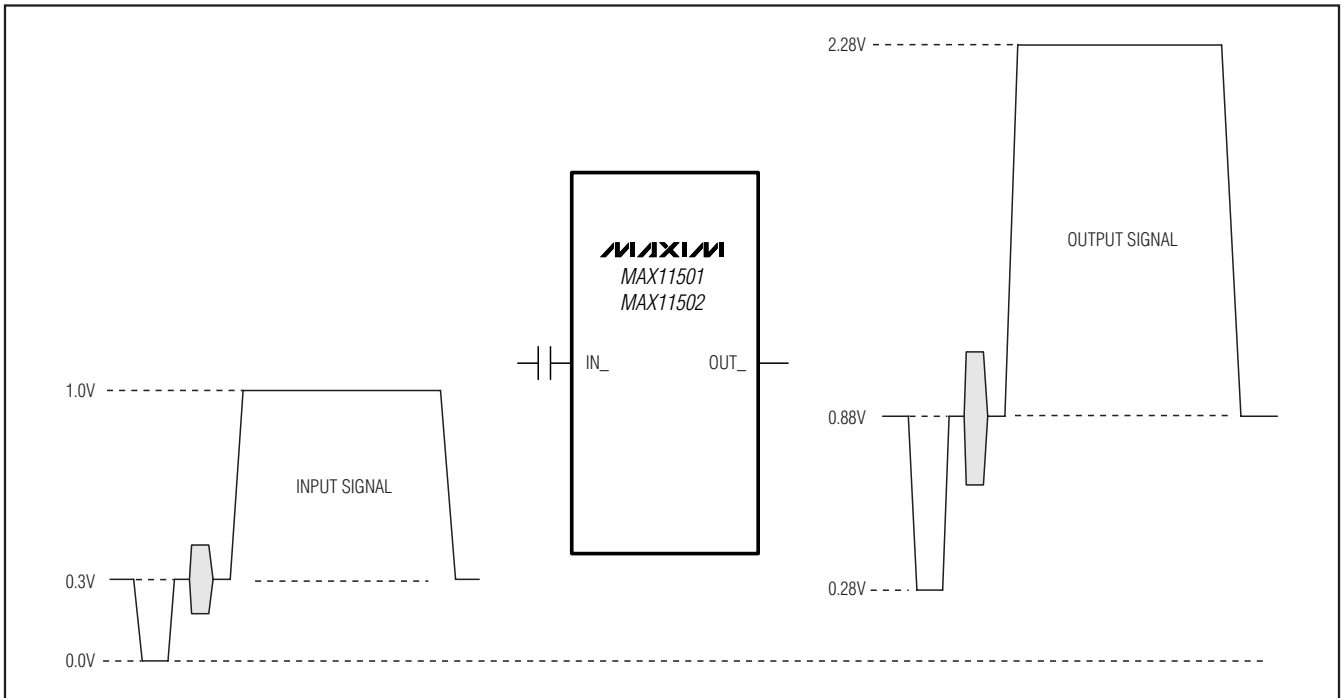 2.28V
OUTPUT SIGNAL
MAXIM
MAX11501
MAX11502
IN_
OUT_
1.0V
0.88V
INPUT SIGNAL
0.3V
0.28V
0.0V